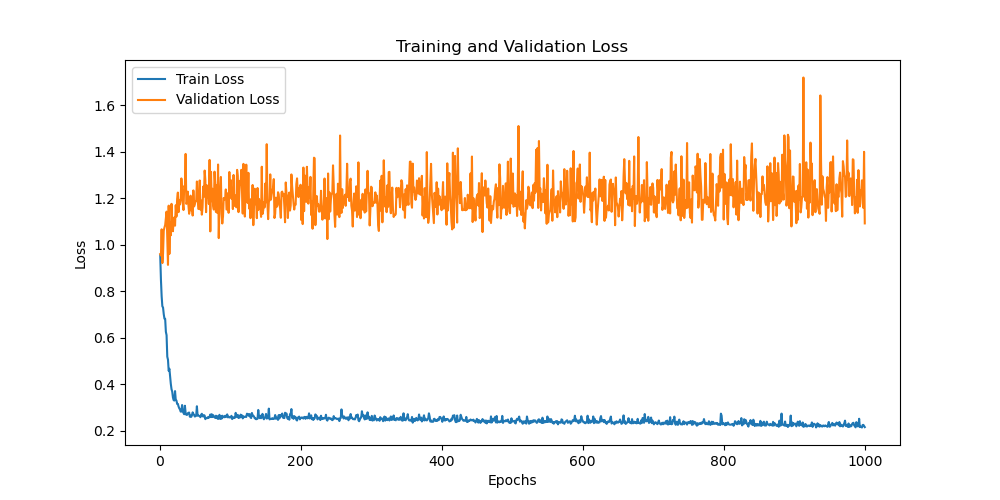 Training and Validation Loss
Train Loss
Validation Loss
1.6
1.4
1.2
1.0
0.8
0.6
0.4
0.2
Loss
0 200 400 600 800 1000
Epochs